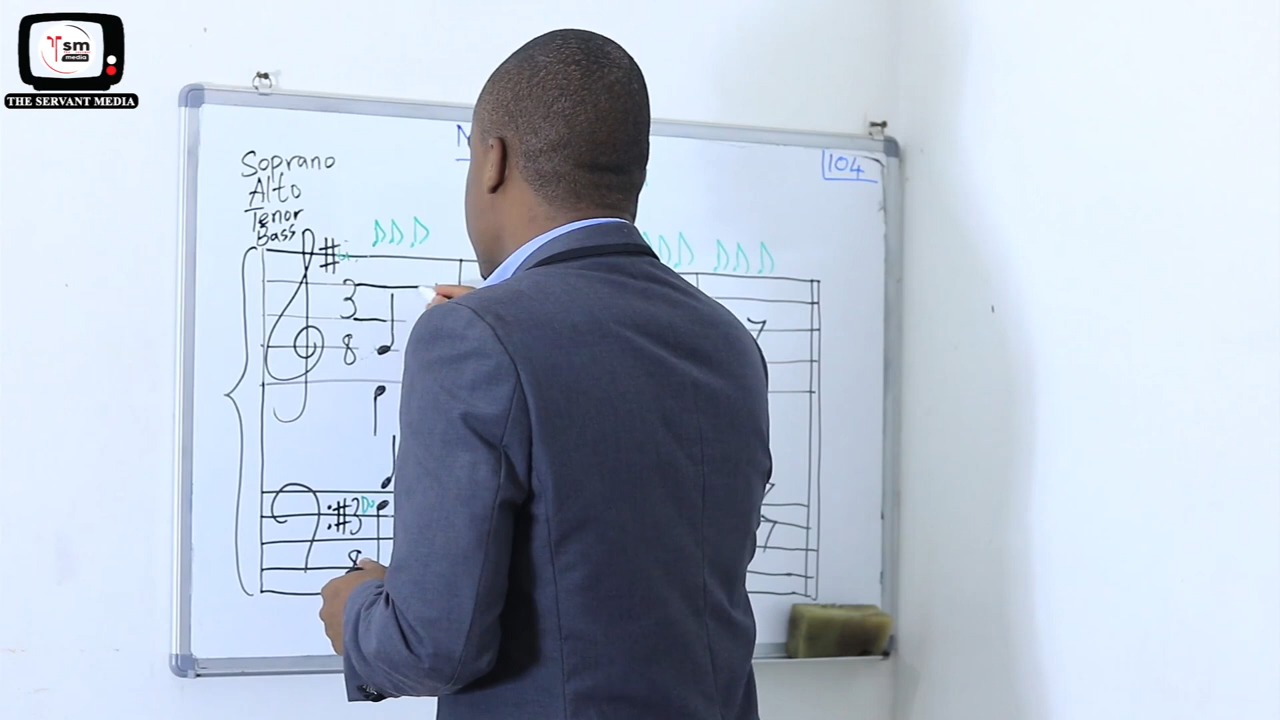 sm
media
THE SERVANT MEDIA
104
Soprano
Alto
Tenor
Bass
3
8
3
8